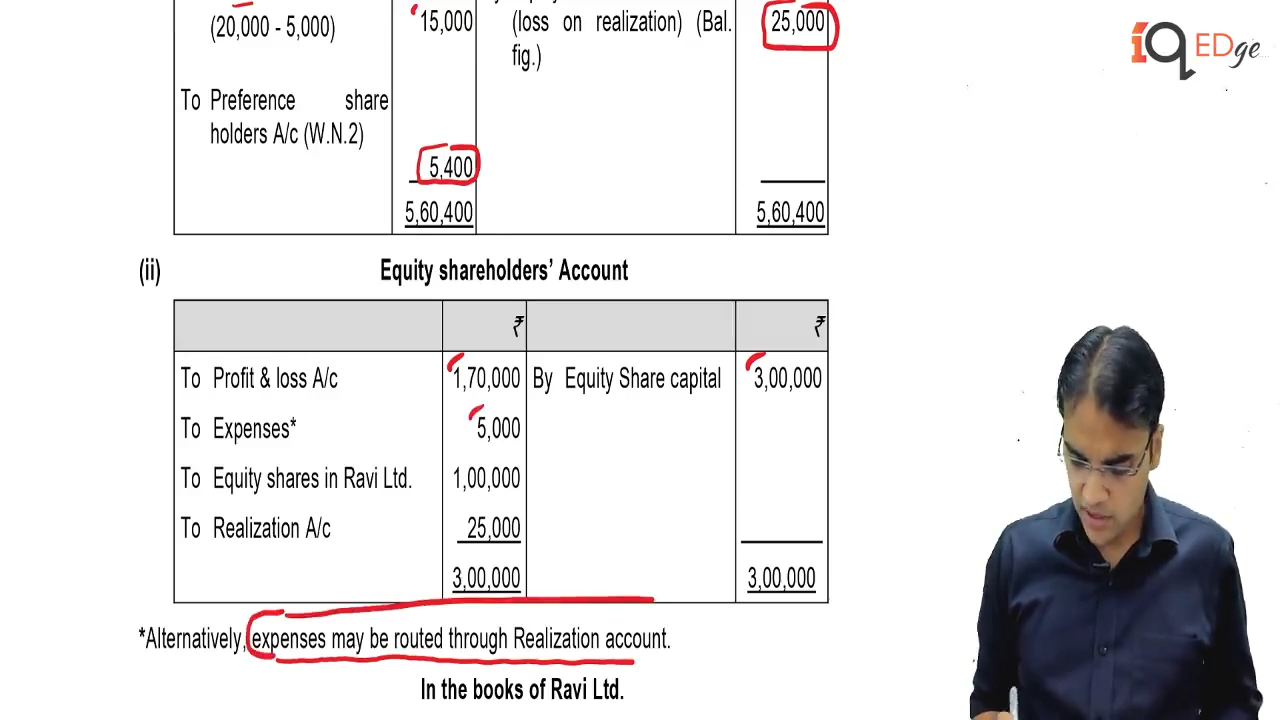 iQ EDge
(20,000 - 5,000) 15,000 (loss on realization) (Bal. 25,000
fig.)
To Preference share
holders A/c (W.N.2)
5,400
5,60,400 5,60,400
(ii) Equity shareholders’ Account
₹ ₹
To Profit & loss A/c 1,70,000 By Equity Share capital 3,00,000
To Expenses* 5,000
To Equity shares in Ravi Ltd. 1,00,000
To Realization A/c 25,000
3,00,000 3,00,000
*Alternatively, expenses may be routed through Realization account.
In the books of Ravi Ltd.